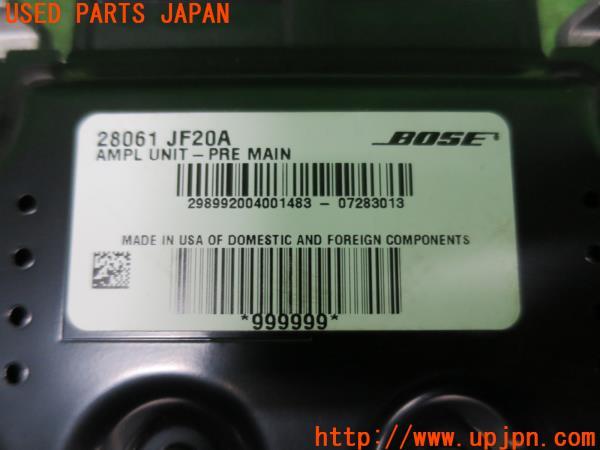 USED PARTS JAPAN
28061 JF20A
AMPL UNIT-PRE MAIN
BOSE
298992004001483 - 07283013
MADE IN USA OF DOMESTIC AND FOREIGN COMPONENTS
*999999*
http://www.upjpn.com